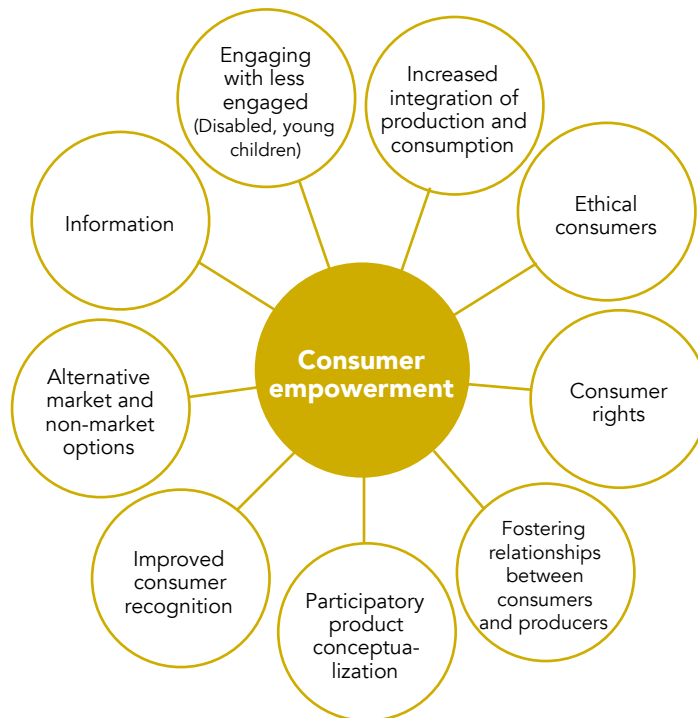 Engaging
with less
engaged
(Disabled, young
children)
Increased
integration of
production and
consumption
Ethical
consumers
Information
Consumer
empowerment
Alternative
market and
non-market
options
Consumer
rights
Improved
consumer
recognition
Participatory
product
conceptua-
lization
Fostering
relationships
between
consumers
and producers